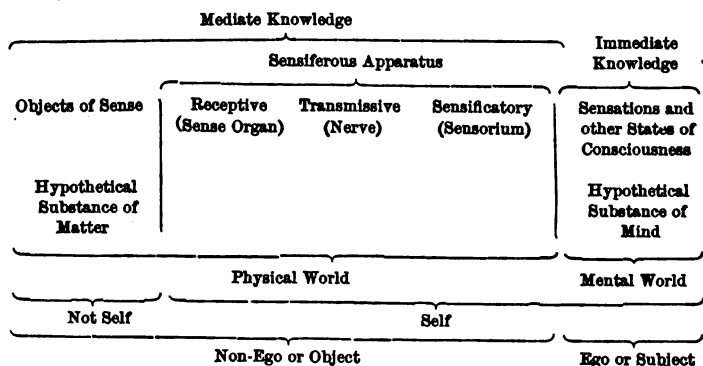 Mediate Knowledge
Immediate
Knowledge
Sensiferous Apparatus
Objects of Sense
Receptive
(Sense Organ)
Transmissive
(Nerve)
Sensificatory
(Sensorium)
Sensations and
other States of
Consciousness
Hypothetical
Substance of
Matter
Hypothetical
Substance of
Mind
Physical World
Mental World
Not Self
Self
Non-Ego or Object
Ego or Subject